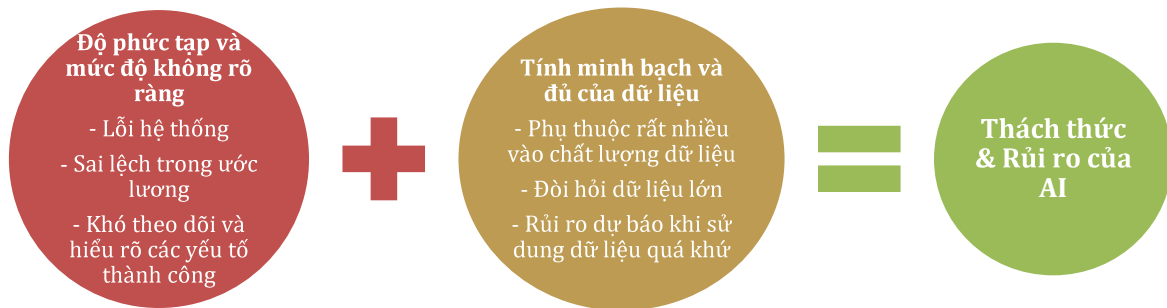 Độ phức tạp và
mức độ không rõ
ràng
- Lỗi hệ thống
- Sai lệch trong ước
lương
- Khó theo dõi và
hiểu rõ các yếu tố
thành công
Tính minh bạch và
đủ của dữ liệu
- Phụ thuộc rất nhiều
vào chất lượng dữ liệu
- Đòi hỏi dữ liệu lớn
- Rủi ro dự báo khi sử
dung dữ liệu quá khứ
Thách thức
& Rủi ro của
AI